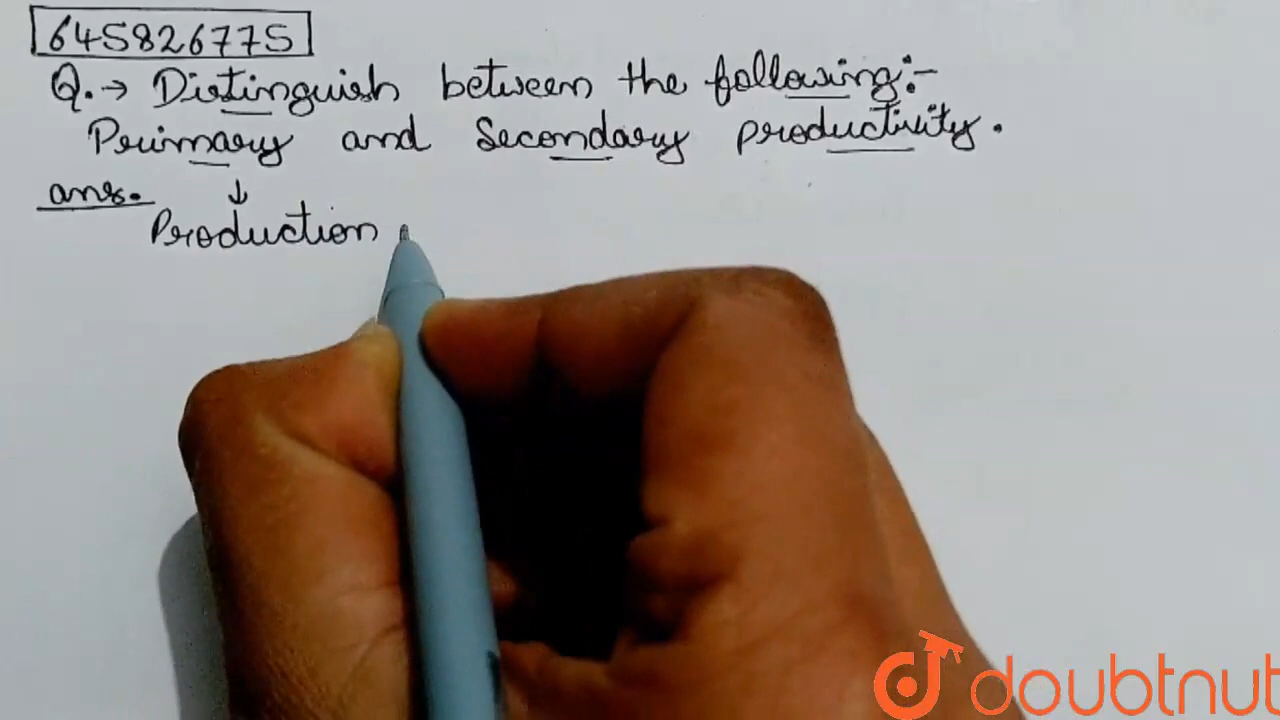 645826775
Q.→ Distinguish between the following:-
Primary and Secondary productivity.
ans. ↓
Production
doubtnut